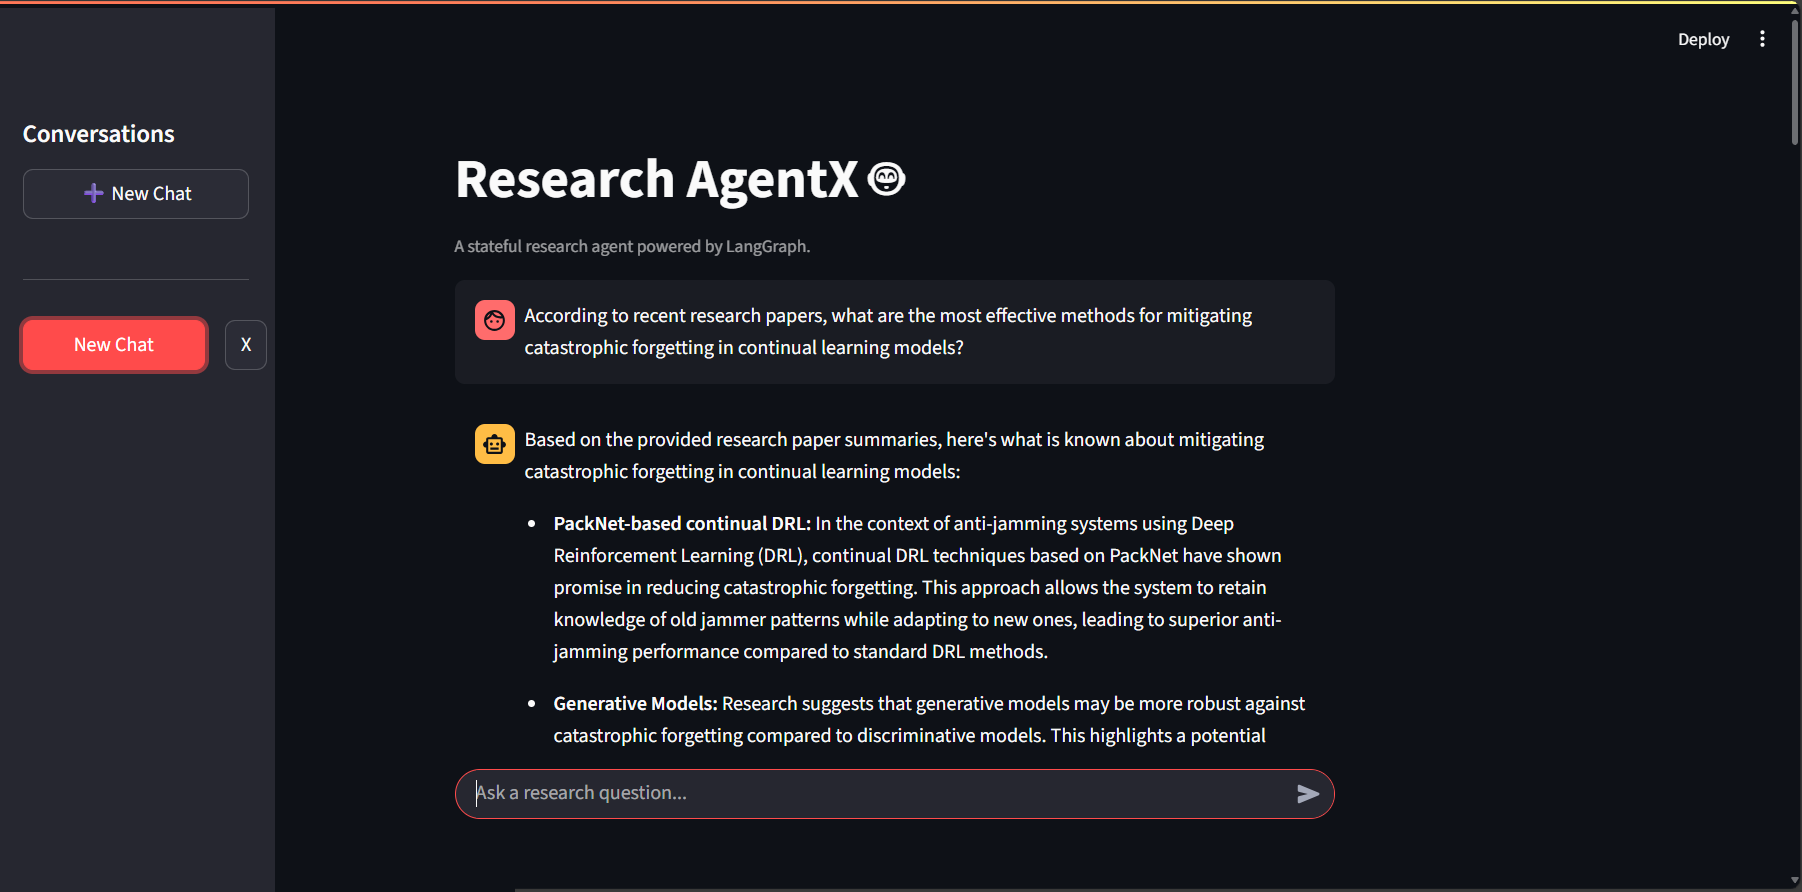 Deploy
Conversations
New Chat
New Chat
X
Research AgentX
A stateful research agent powered by LangGraph.
According to recent research papers, what are the most effective methods for mitigating
catastrophic forgetting in continual learning models?
Based on the provided research paper summaries, here's what is known about mitigating
catastrophic forgetting in continual learning models:
• PackNet-based continual DRL: In the context of anti-jamming systems using Deep
Reinforcement Learning (DRL), continual DRL techniques based on PackNet have shown
promise in reducing catastrophic forgetting. This approach allows the system to retain
knowledge of old jammer patterns while adapting to new ones, leading to superior anti-
jamming performance compared to standard DRL methods.
• Generative Models: Research suggests that generative models may be more robust against
catastrophic forgetting compared to discriminative models. This highlights a potential
Ask a research question...